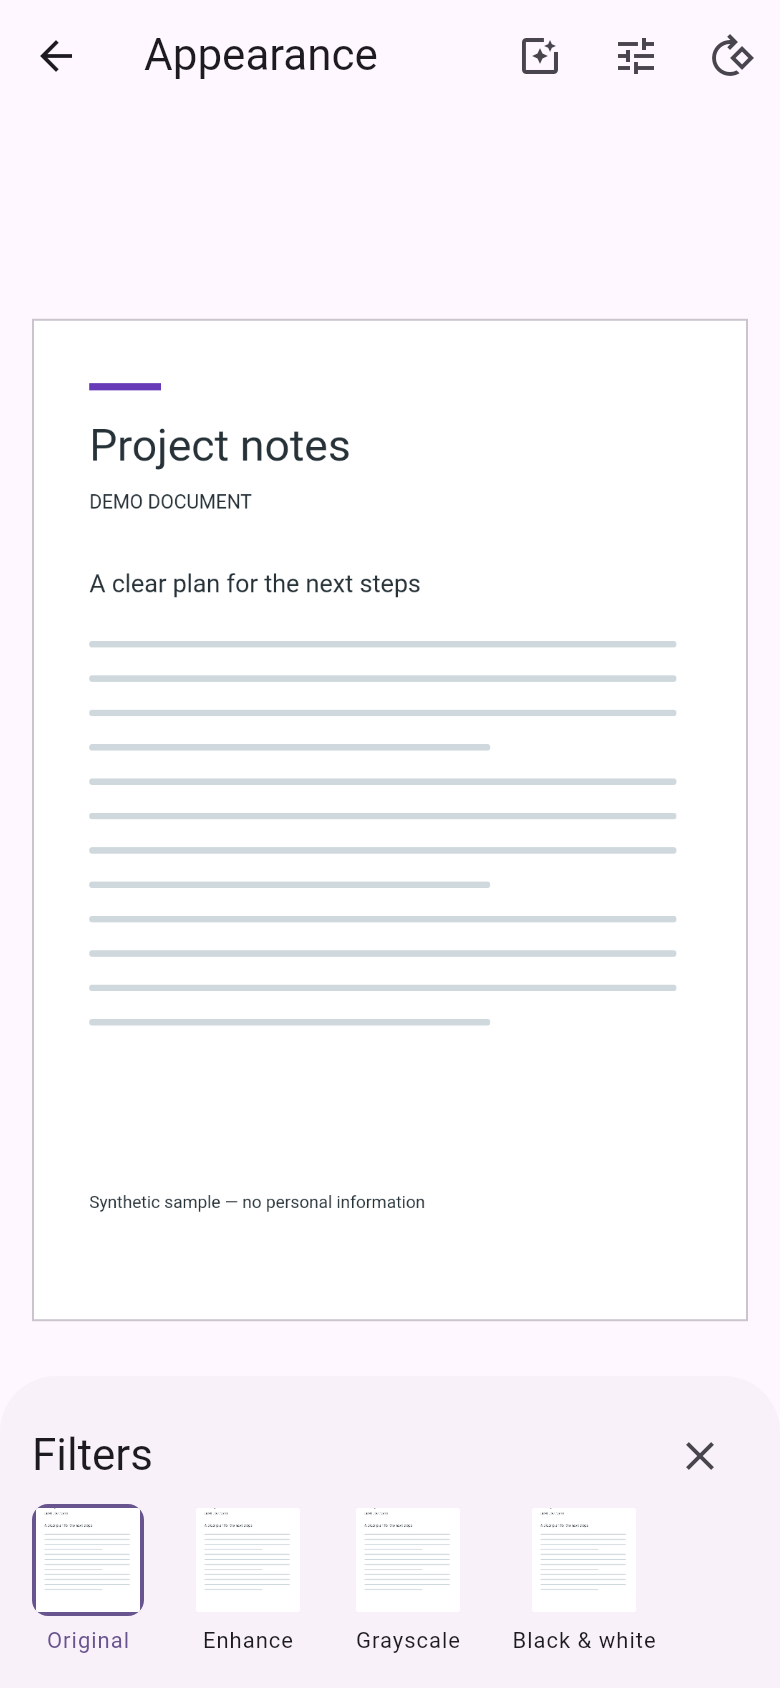 Appearance
Project notes
DEMO DOCUMENT
A clear plan for the next steps
Synthetic sample — no personal information
Filters
Original
Enhance
Grayscale
Black & white